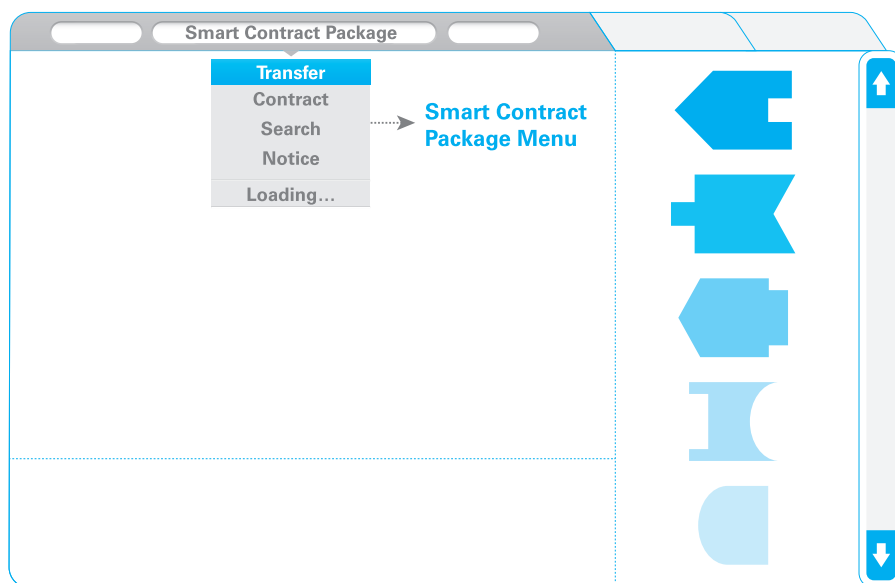 Smart Contract Package
Transfer
Contract
Search
Notice
Loading…
Smart Contract
Package Menu